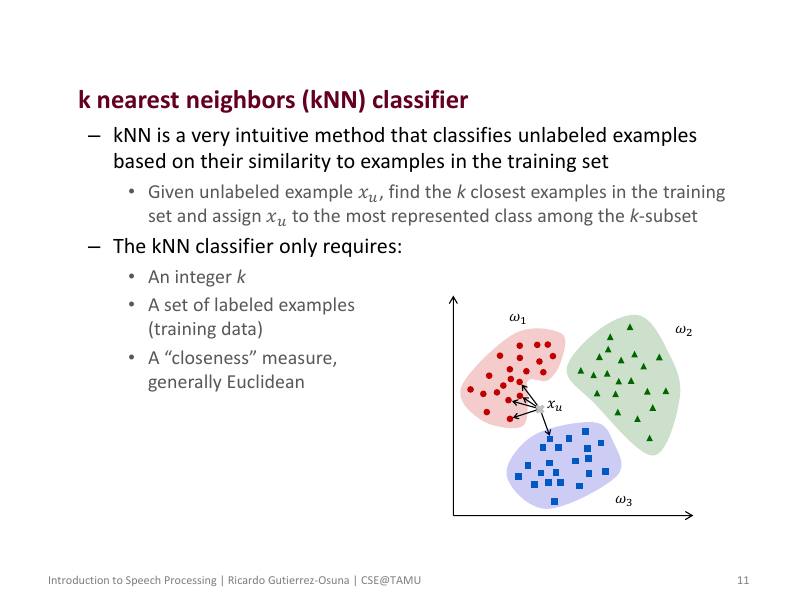 k nearest neighbors (kNN) classifier
– kNN is a very intuitive method that classifies unlabeled examples
based on their similarity to examples in the training set
• Given unlabeled example 𝑥𝑢, find the k closest examples in the training
set and assign 𝑥𝑢 to the most represented class among the k-subset
– The kNN classifier only requires:
• An integer k
• A set of labeled examples
(training data)
• A “closeness” measure,
generally Euclidean
𝜔1
𝜔2
𝑥𝑢
𝜔3
Introduction to Speech Processing | Ricardo Gutierrez-Osuna | CSE@TAMU 11